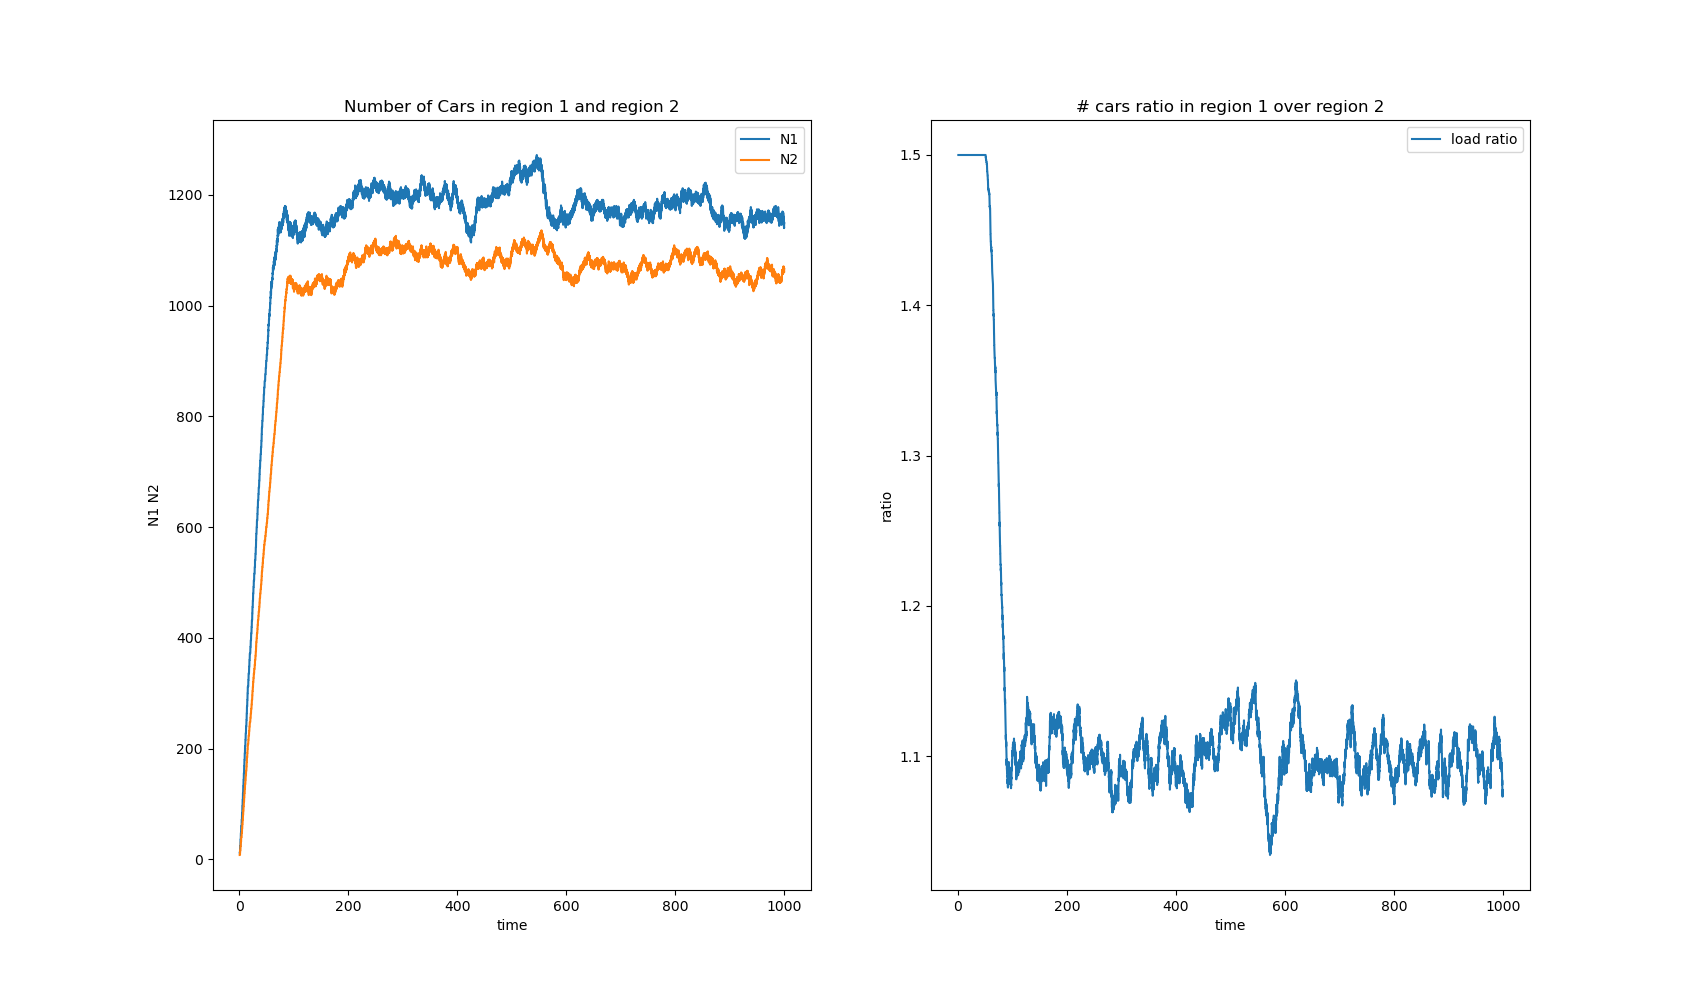 Number of Cars in region 1 and region 2
N1
N2
1200
1000
800
600
400
200
0
N1 N2
0 200 400 600 800 1000
time
# cars ratio in region 1 over region 2
load ratio
1.5
1.4
1.3
1.2
1.1
ratio
0 200 400 600 800 1000
time